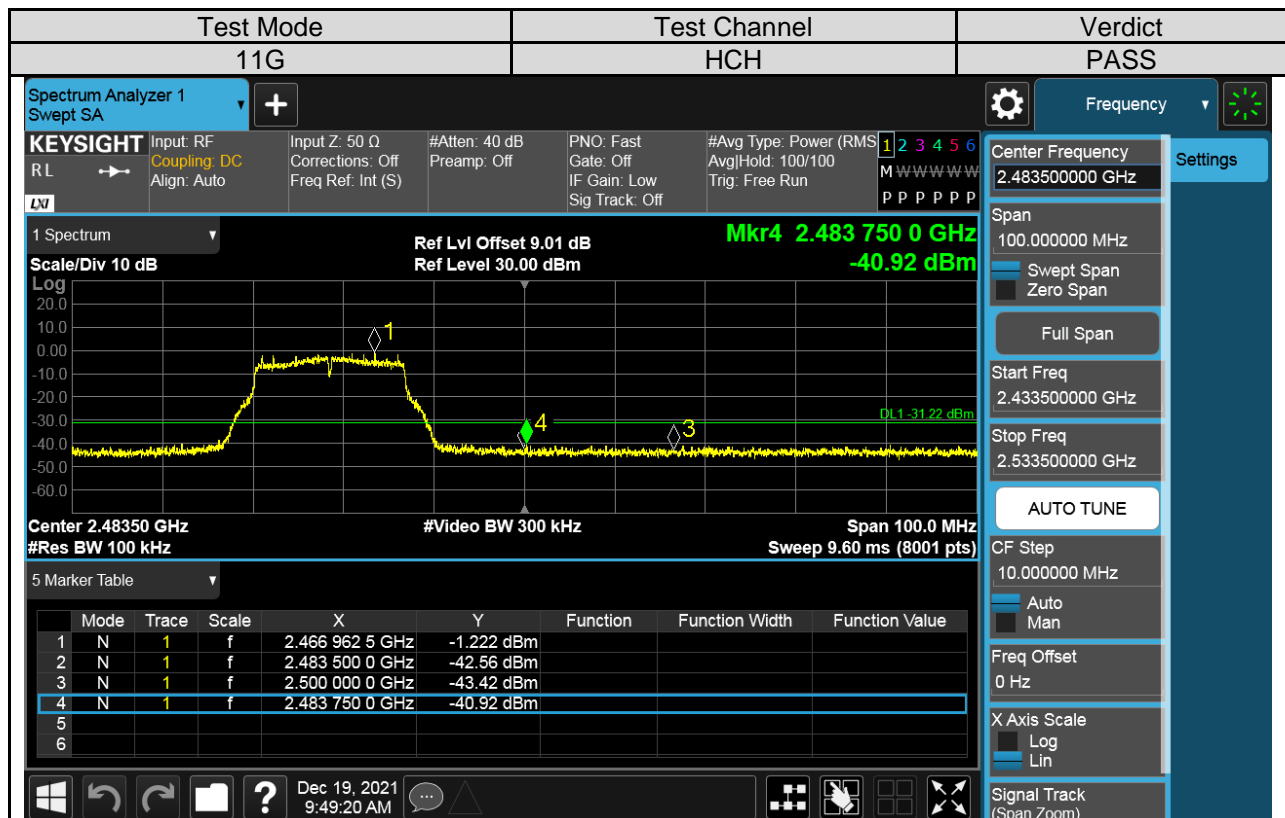 Test Mode Test Channel Verdict
11G HCH PASS
Spectrum Analyzer 1
Swept SA
+
Frequency
KEYSIGHT
RL
LXI
Input: RF
Coupling: DC
Align: Auto
Input Z: 50 Ω
Corrections: Off
Freq Ref: Int (S)
#Atten: 40 dB
Preamp: Off
PNO: Fast
Gate: Off
IF Gain: Low
Sig Track: Off
#Avg Type: Power (RMS
Avg|Hold: 100/100
Trig: Free Run
1 2 3 4 5 6
M W W W W W
P P P P P P
1 Spectrum
Scale/Div 10 dB
Ref Lvl Offset 9.01 dB
Ref Level 30.00 dBm
Mkr4 2.483 750 0 GHz
-40.92 dBm
Log
20.0
10.0
0.00
-10.0
-20.0
-30.0
-40.0
-50.0
-60.0
1
4
3
DL1 -31.22 dBm
Center 2.48350 GHz
#Res BW 100 kHz
#Video BW 300 kHz
Span 100.0 MHz
Sweep 9.60 ms (8001 pts)
5 Marker Table
Mode Trace Scale X Y Function Function Width Function Value
1 N 1 f 2.466 962 5 GHz -1.222 dBm
2 N 1 f 2.483 500 0 GHz -42.56 dBm
3 N 1 f 2.500 000 0 GHz -43.42 dBm
4 N 1 f 2.483 750 0 GHz -40.92 dBm
5
6
Center Frequency
2.483500000 GHz
Settings
Span
100.000000 MHz
Swept Span
Zero Span
Full Span
Start Freq
2.433500000 GHz
Stop Freq
2.533500000 GHz
AUTO TUNE
CF Step
10.000000 MHz
Auto
Man
Freq Offset
0 Hz
X Axis Scale
Log
Lin
Signal Track
(Span Zoom)
?
Dec 19, 2021
9:49:20 AM